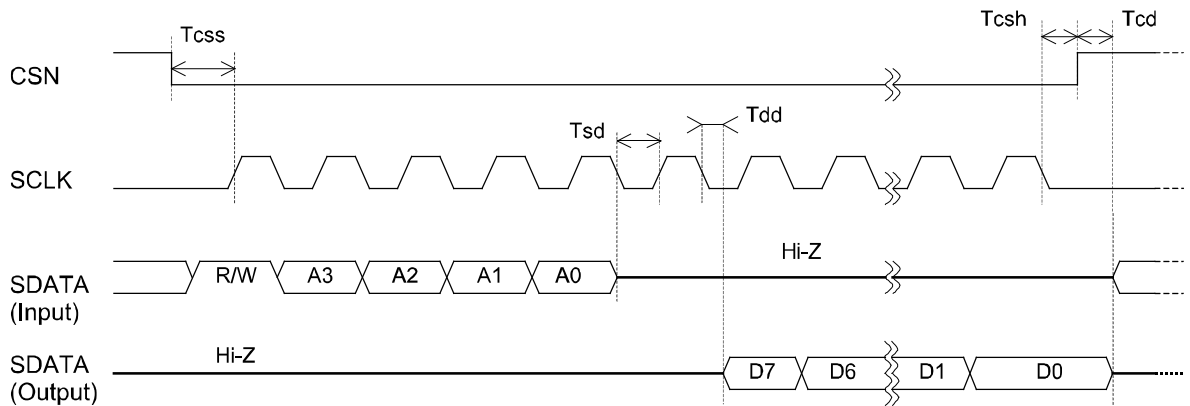 Tcss
Tcsh
Tcd
CSN
Tsd
Tdd
SCLK
Hi-Z
SDATA
(Input)
R/W
A3
A2
A1
A0
Hi-Z
SDATA
(Output)
D7
D6
D1
D0